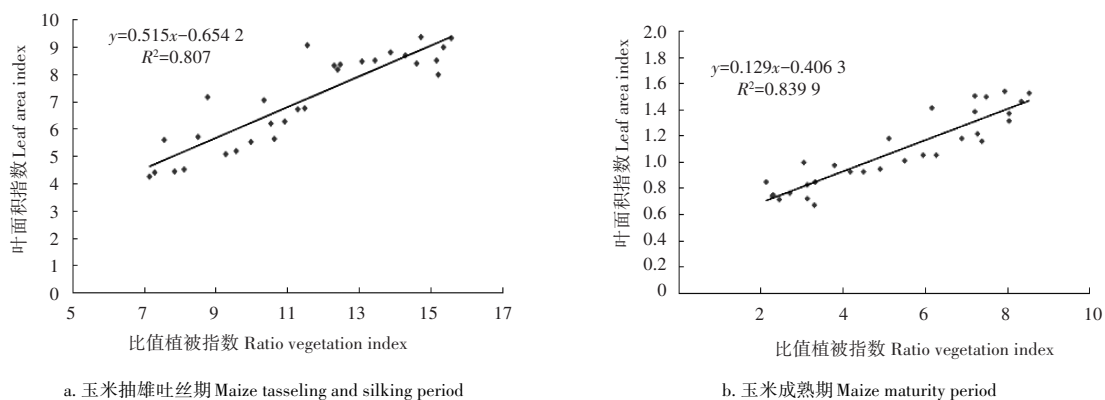 y=0.515x−0.654 2
R²=0.807
叶面积指数 Leaf area index
10
9
8
7
6
5
4
3
2
1
0
5 7 9 11 13 15 17
比值植被指数 Ratio vegetation index
a. 玉米抽雄吐丝期 Maize tasseling and silking period
y=0.129x−0.406 3
R²=0.839 9
叶面积指数 Leaf area index
2.0
1.8
1.6
1.4
1.2
1.0
0.8
0.6
0.4
0.2
0
2 4 6 8 10
比值植被指数 Ratio vegetation index
b. 玉米成熟期 Maize maturity period